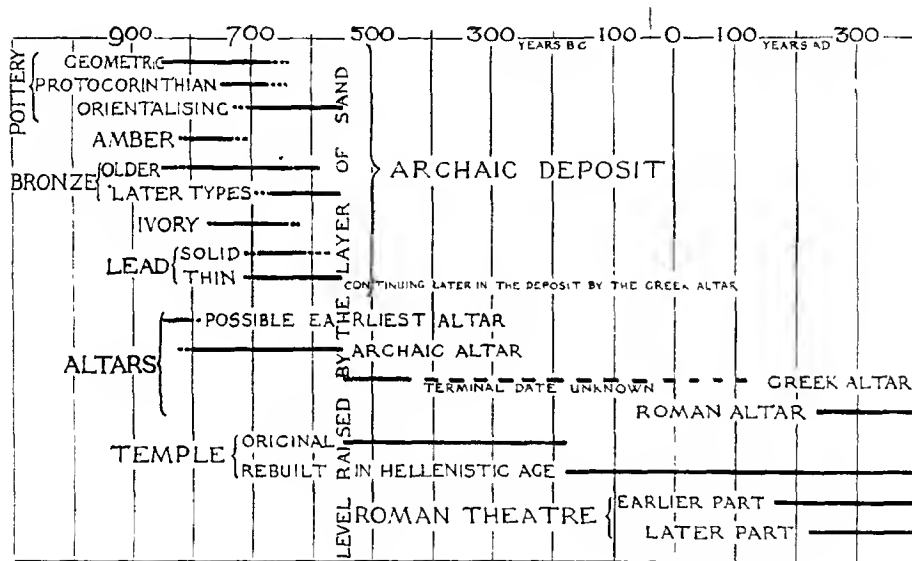 900 700 500 300 YEARS BC 100 0 100 YEARS AD 300
POTTERY
GEOMETRIC
PROTOCORINTHIAN
ORIENTALISING
AMBER
BRONZE
OLDER
LATER TYPES
IVORY
LEAD
SOLID
THIN
CONTINUING LATER IN THE DEPOSIT BY THE GREEK ALTAR
ARCHAIC DEPOSIT
LEVEL RAISED BY THE LAYER OF SAND
ALTARS
POSSIBLE EARLIEST ALTAR
ARCHAIC ALTAR
TERMINAL DATE UNKNOWN
GREEK ALTAR
ROMAN ALTAR
TEMPLE
ORIGINAL
REBUILT IN HELLENISTIC AGE
ROMAN THEATRE
EARLIER PART
LATER PART